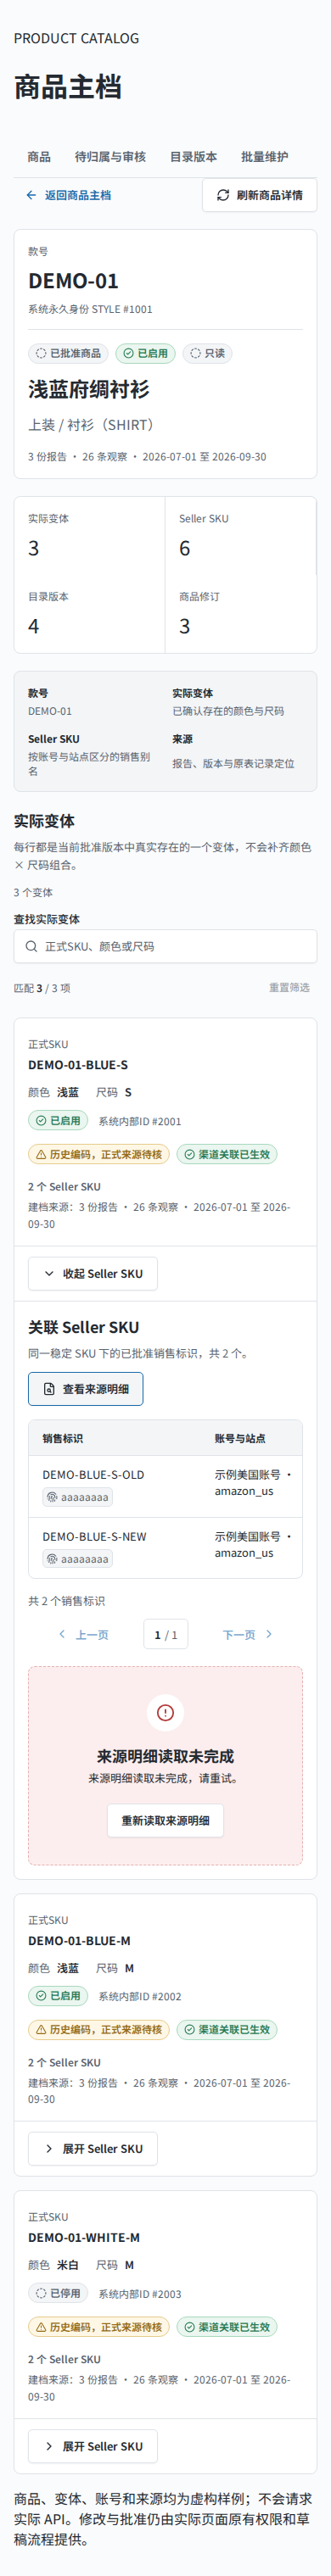 PRODUCT CATALOG
商品主档
商品 待归属与审核 目录版本 批量维护
返回商品主档 刷新商品详情
款号
DEMO-01
系统永久身份 STYLE #1001
已批准商品 已启用 只读
浅蓝府绸衬衫
上装 / 衬衫（SHIRT）
3 份报告 · 26 条观察 · 2026-07-01 至 2026-09-30
实际变体 Seller SKU
3 6
目录版本 商品修订
4 3
款号 实际变体
DEMO-01 已确认存在的颜色与尺码
Seller SKU 来源
按账号与站点区分的销售别名 报告、版本与原表记录定位
实际变体
每行都是当前批准版本中真实存在的一个变体，不会补齐颜色
× 尺码组合。
3 个变体
查找实际变体
正式SKU、颜色或尺码
匹配 3 / 3 项 重置筛选
正式SKU
DEMO-01-BLUE-S
颜色 浅蓝 尺码 S
已启用 系统内部ID #2001
历史编码，正式来源待核 渠道关联已生效
2 个 Seller SKU
建档来源：3 份报告 · 26 条观察 · 2026-07-01 至 2026-
09-30
收起 Seller SKU
关联 Seller SKU
同一稳定 SKU 下的已批准销售标识，共 2 个。
查看来源明细
销售标识 账号与站点
DEMO-BLUE-S-OLD 示例美国账号 ·
aaaaaaaa amazon_us
DEMO-BLUE-S-NEW 示例美国账号 ·
aaaaaaaa amazon_us
共 2 个销售标识
上一页 1 / 1 下一页
来源明细读取未完成
来源明细读取未完成，请重试。
重新读取来源明细
正式SKU
DEMO-01-BLUE-M
颜色 浅蓝 尺码 M
已启用 系统内部ID #2002
历史编码，正式来源待核 渠道关联已生效
2 个 Seller SKU
建档来源：3 份报告 · 26 条观察 · 2026-07-01 至 2026-
09-30
展开 Seller SKU
正式SKU
DEMO-01-WHITE-M
颜色 米白 尺码 M
已停用 系统内部ID #2003
历史编码，正式来源待核 渠道关联已生效
2 个 Seller SKU
建档来源：3 份报告 · 26 条观察 · 2026-07-01 至 2026-
09-30
展开 Seller SKU
商品、变体、账号和来源均为虚构样例；不会请求
实际 API。修改与批准仍由实际页面原有权限和草
稿流程提供。